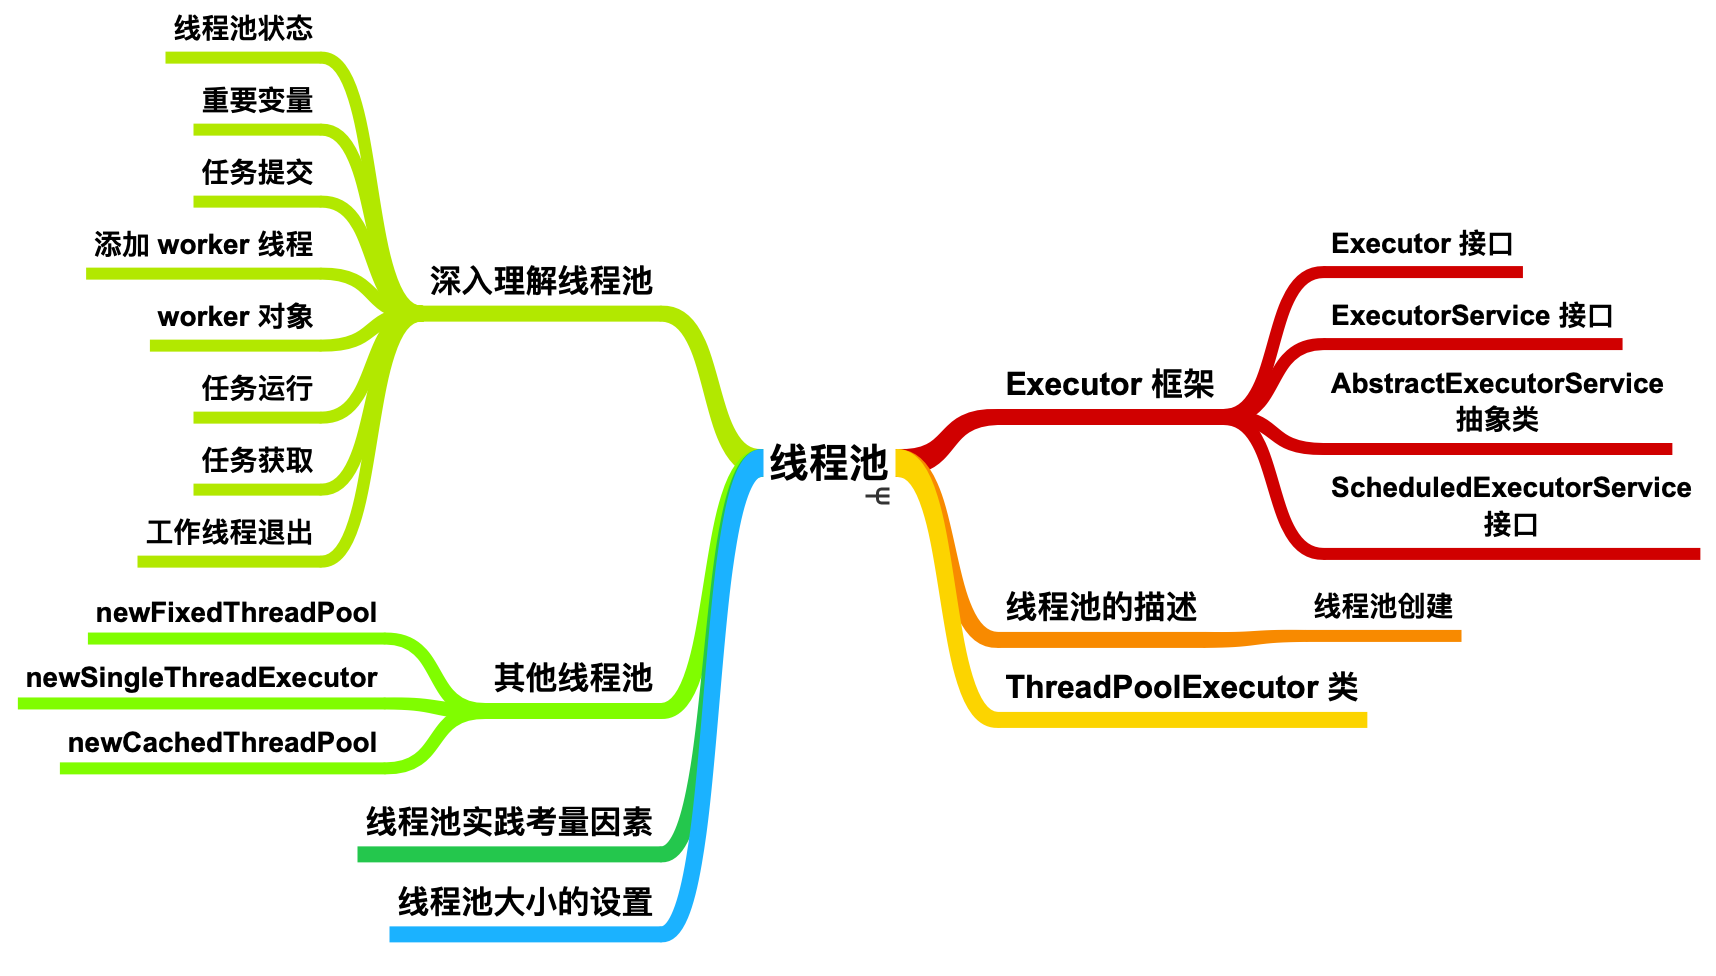 线程池
Executor 框架
Executor 接口
ExecutorService 接口
AbstractExecutorService
抽象类
ScheduledExecutorService
接口
线程池的描述
线程池创建
ThreadPoolExecutor 类
深入理解线程池
线程池状态
重要变量
任务提交
添加 worker 线程
worker 对象
任务运行
任务获取
工作线程退出
其他线程池
newFixedThreadPool
newSingleThreadExecutor
newCachedThreadPool
线程池实践考量因素
线程池大小的设置